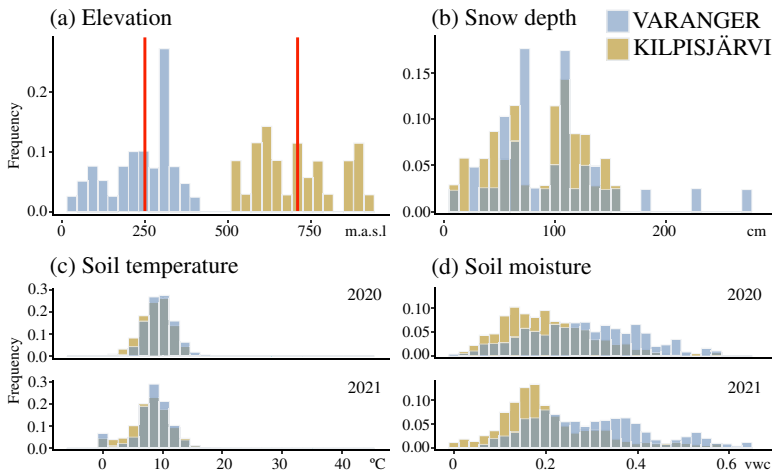 (a) Elevation
(b) Snow depth
VARANGER
KILPISJÄRVI
Frequency
0.2
0.1
0.0
0 250 500 750 m.a.s.l
0.15
0.10
0.05
0.00
0 100 200 cm
(c) Soil temperature
(d) Soil moisture
Frequency
0.3
0.2
0.1
0.0
2020
0.10
0.05
0.00
2020
0.3
0.2
0.1
0.0
2021
0.10
0.05
0.00
2021
0 10 20 30 40 ºC
0 0.2 0.4 0.6 vwc